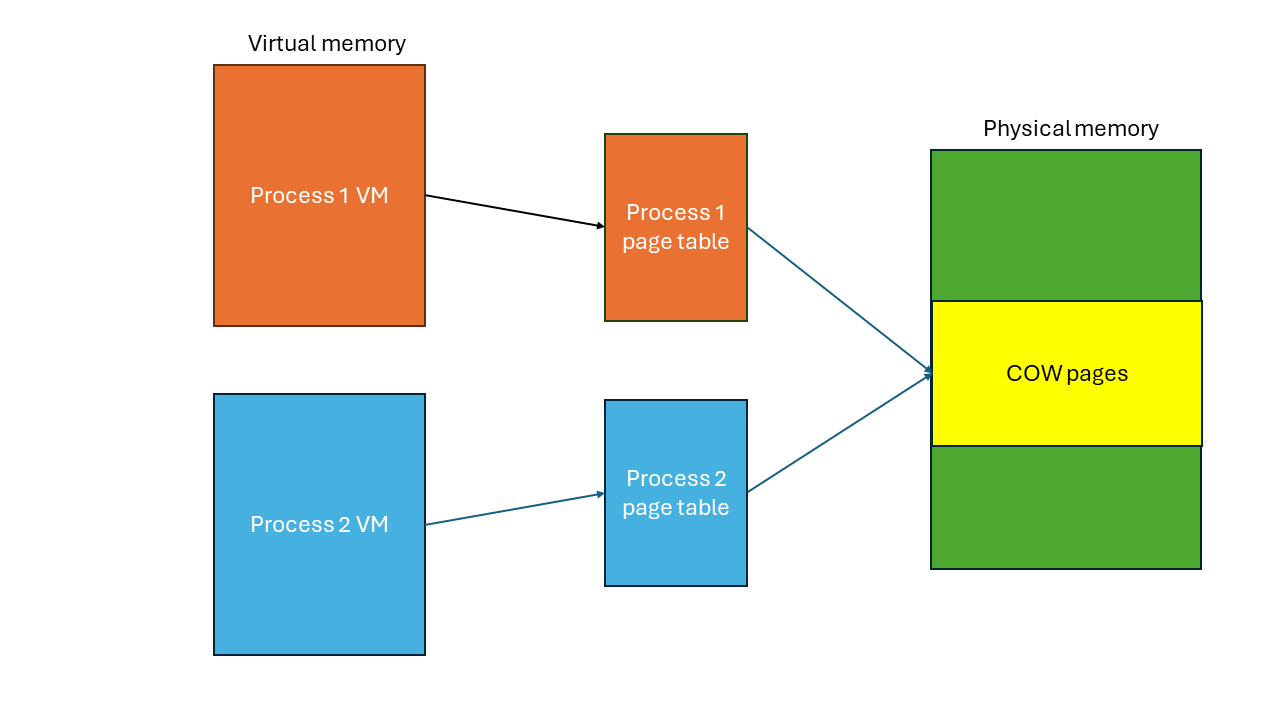 Virtual memory
Process 1 VM
Process 1
page table
Physical memory
COW pages
Process 2 VM
Process 2
page table